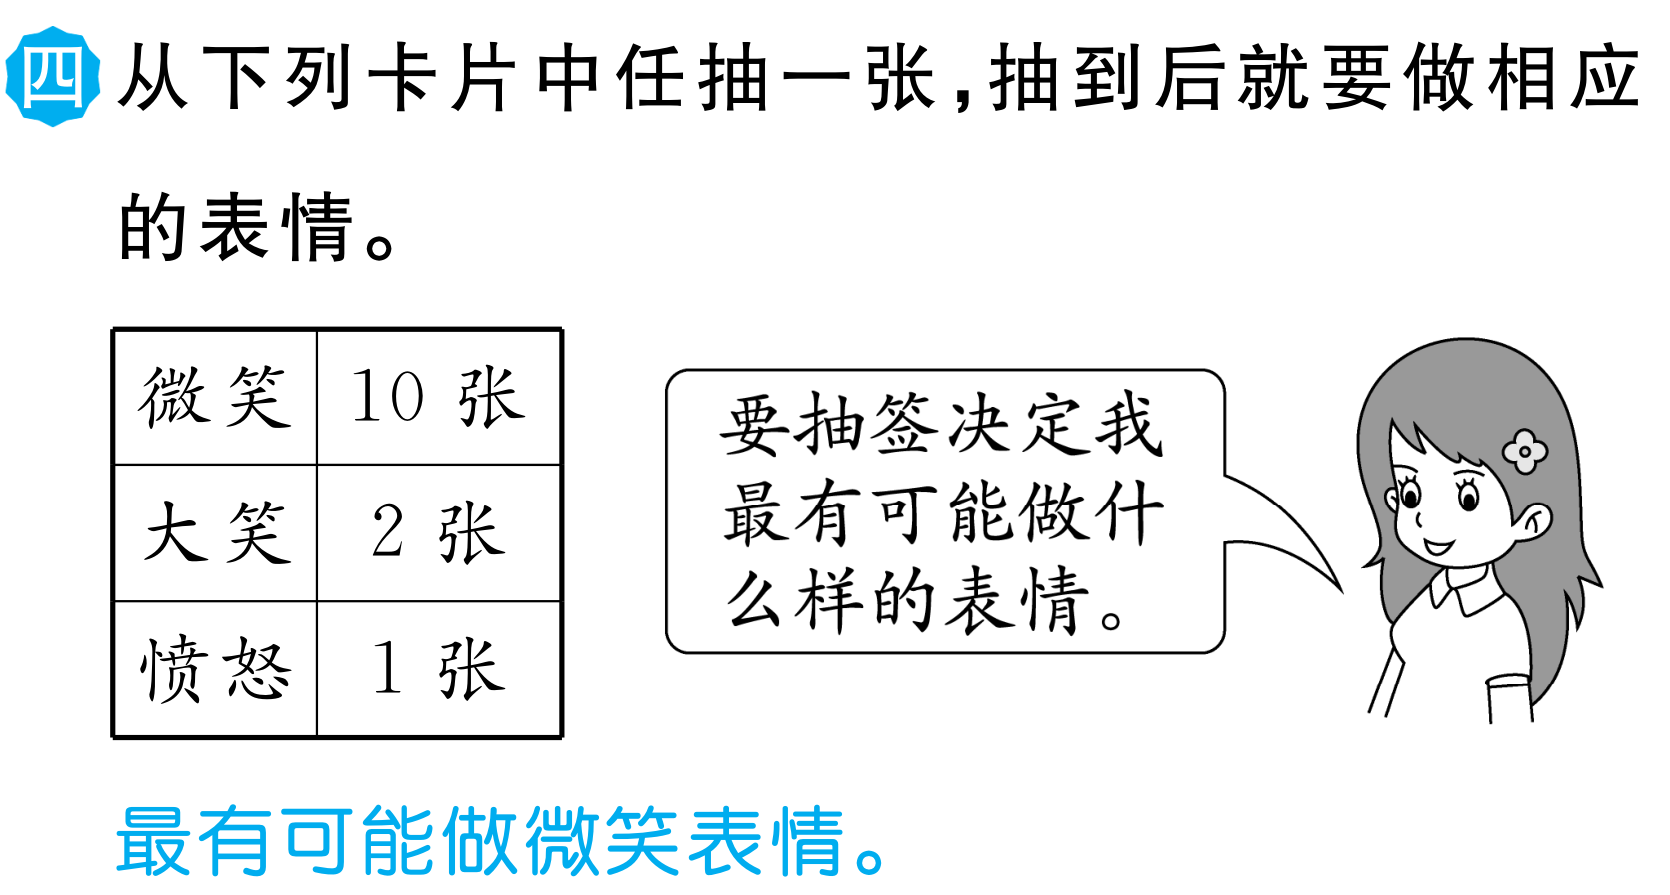 四 从下列卡片中任抽一张,抽到后就要做相应
的表情。
微笑 10 张
大笑 2 张
愤怒 1 张
要抽签决定我
最有可能做什
么样的表情。
最有可能做微笑表情。